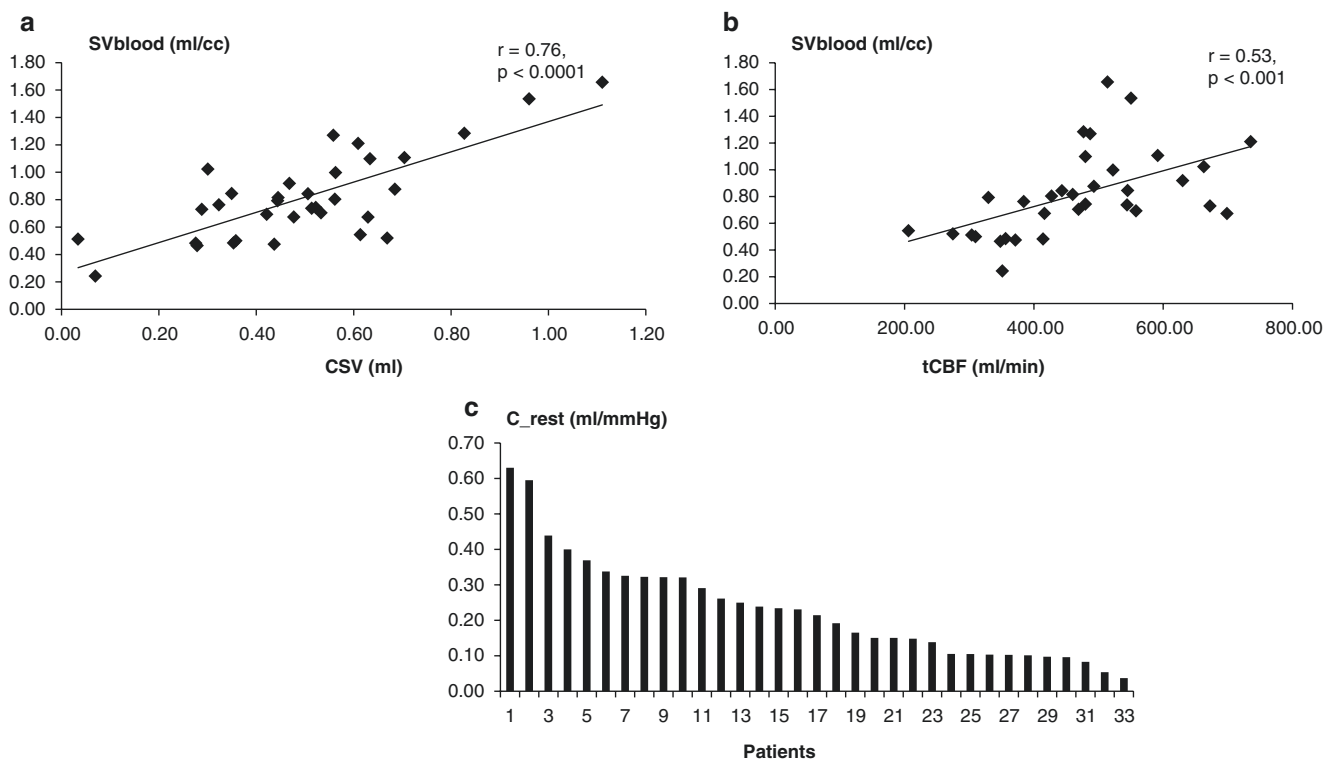 a
SVblood (ml/cc)
r = 0.76,
p < 0.0001
1.80
1.60
1.40
1.20
1.00
0.80
0.60
0.40
0.20
0.00
0.00 0.20 0.40 0.60 0.80 1.00 1.20
CSV (ml)
b
SVblood (ml/cc)
r = 0.53,
p < 0.001
1.80
1.60
1.40
1.20
1.00
0.80
0.60
0.40
0.20
0.00
0.00 200.00 400.00 600.00 800.00
tCBF (ml/min)
c
C_rest (ml/mmHg)
0.70
0.60
0.50
0.40
0.30
0.20
0.10
0.00
1 3 5 7 9 11 13 15 17 19 21 23 25 27 29 31 33
Patients